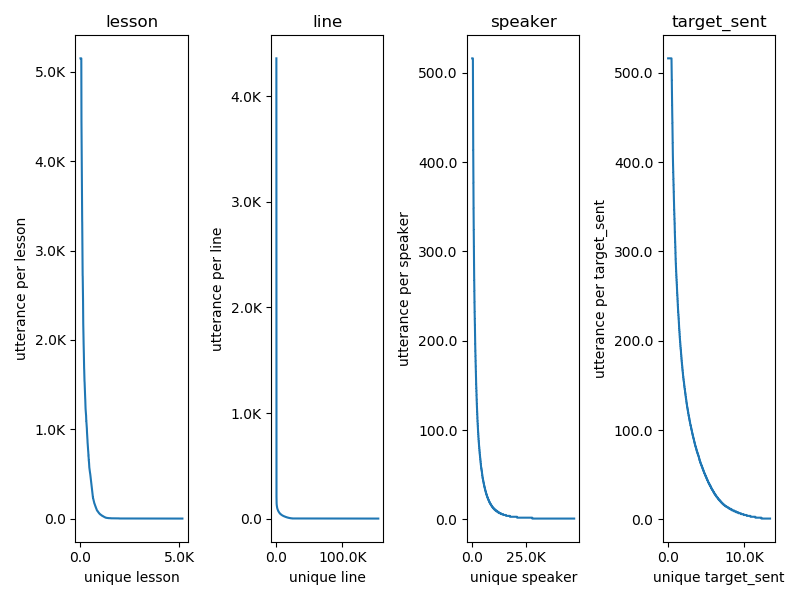 lesson
utterance per lesson
5.0K
4.0K
3.0K
2.0K
1.0K
0.0
0.0 5.0K
unique lesson
line
utterance per line
4.0K
3.0K
2.0K
1.0K
0.0
0.0 100.0K
unique line
speaker
utterance per speaker
500.0
400.0
300.0
200.0
100.0
0.0
0.0 25.0K
unique speaker
target_sent
utterance per target_sent
500.0
400.0
300.0
200.0
100.0
0.0
0.0 10.0K
unique target_sent